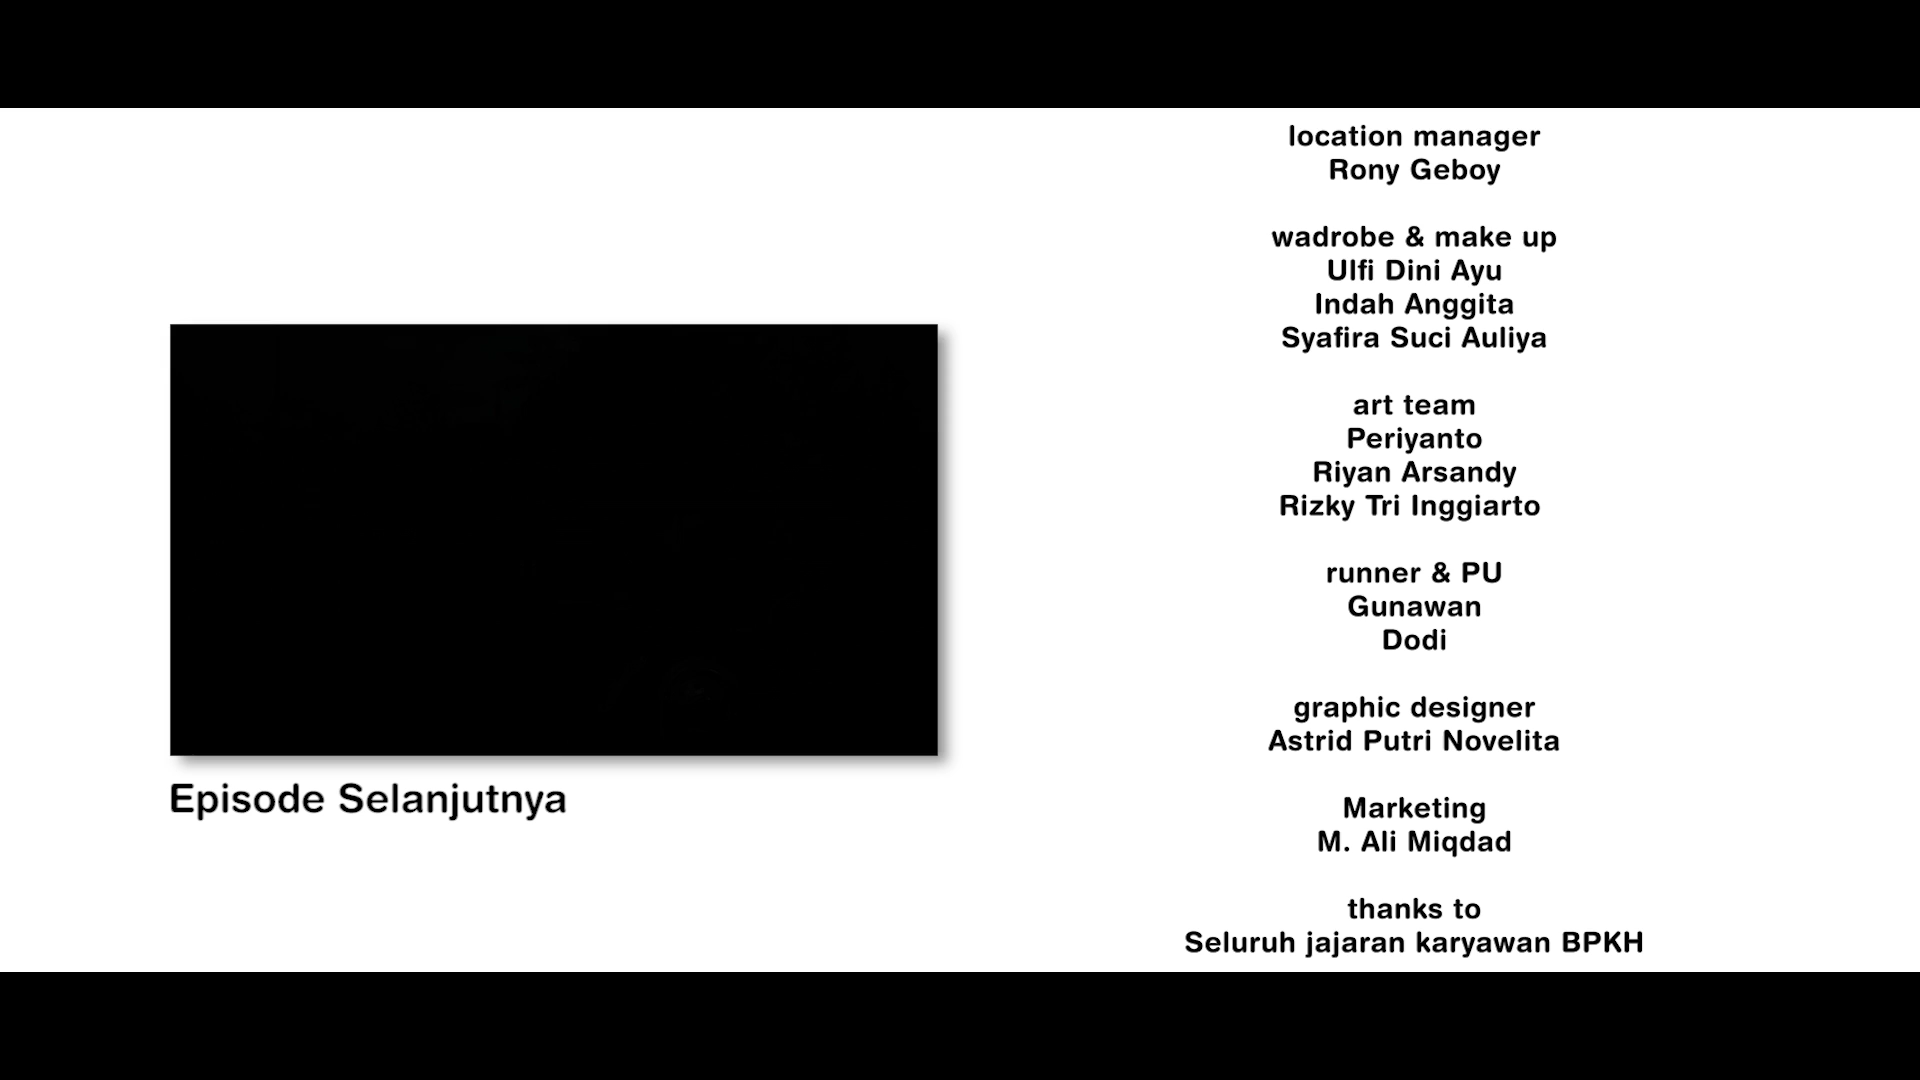 location manager
Rony Geboy
wadrobe & make up
Ulfi Dini Ayu
Indah Anggita
Syafira Suci Auliya
art team
Periyanto
Riyan Arsandy
Rizky Tri Inggiarto
runner & PU
Gunawan
Dodi
graphic designer
Astrid Putri Novelita
Marketing
M. Ali Miqdad
thanks to
Seluruh jajaran karyawan BPKH
Episode Selanjutnya